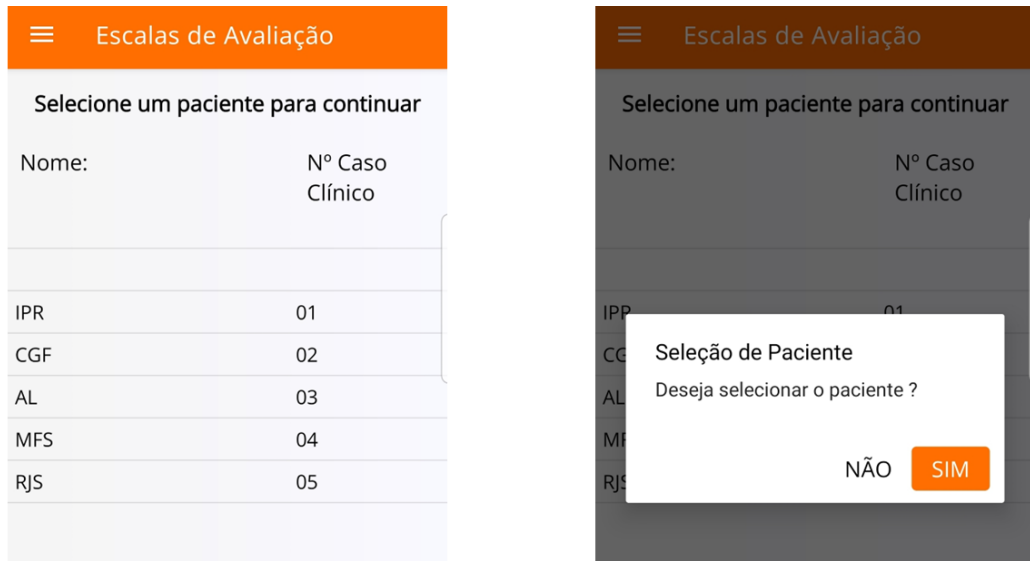 Escalas de Avaliação
Selecione um paciente para continuar
Nome: Nº Caso
Clínico
IPR 01
CGF 02
AL 03
MFS 04
RJS 05
Escalas de Avaliação
Selecione um paciente para continuar
Nome: Nº Caso
Clínico
IPR 01
Seleção de Paciente
Deseja selecionar o paciente ?
NÃO SIM